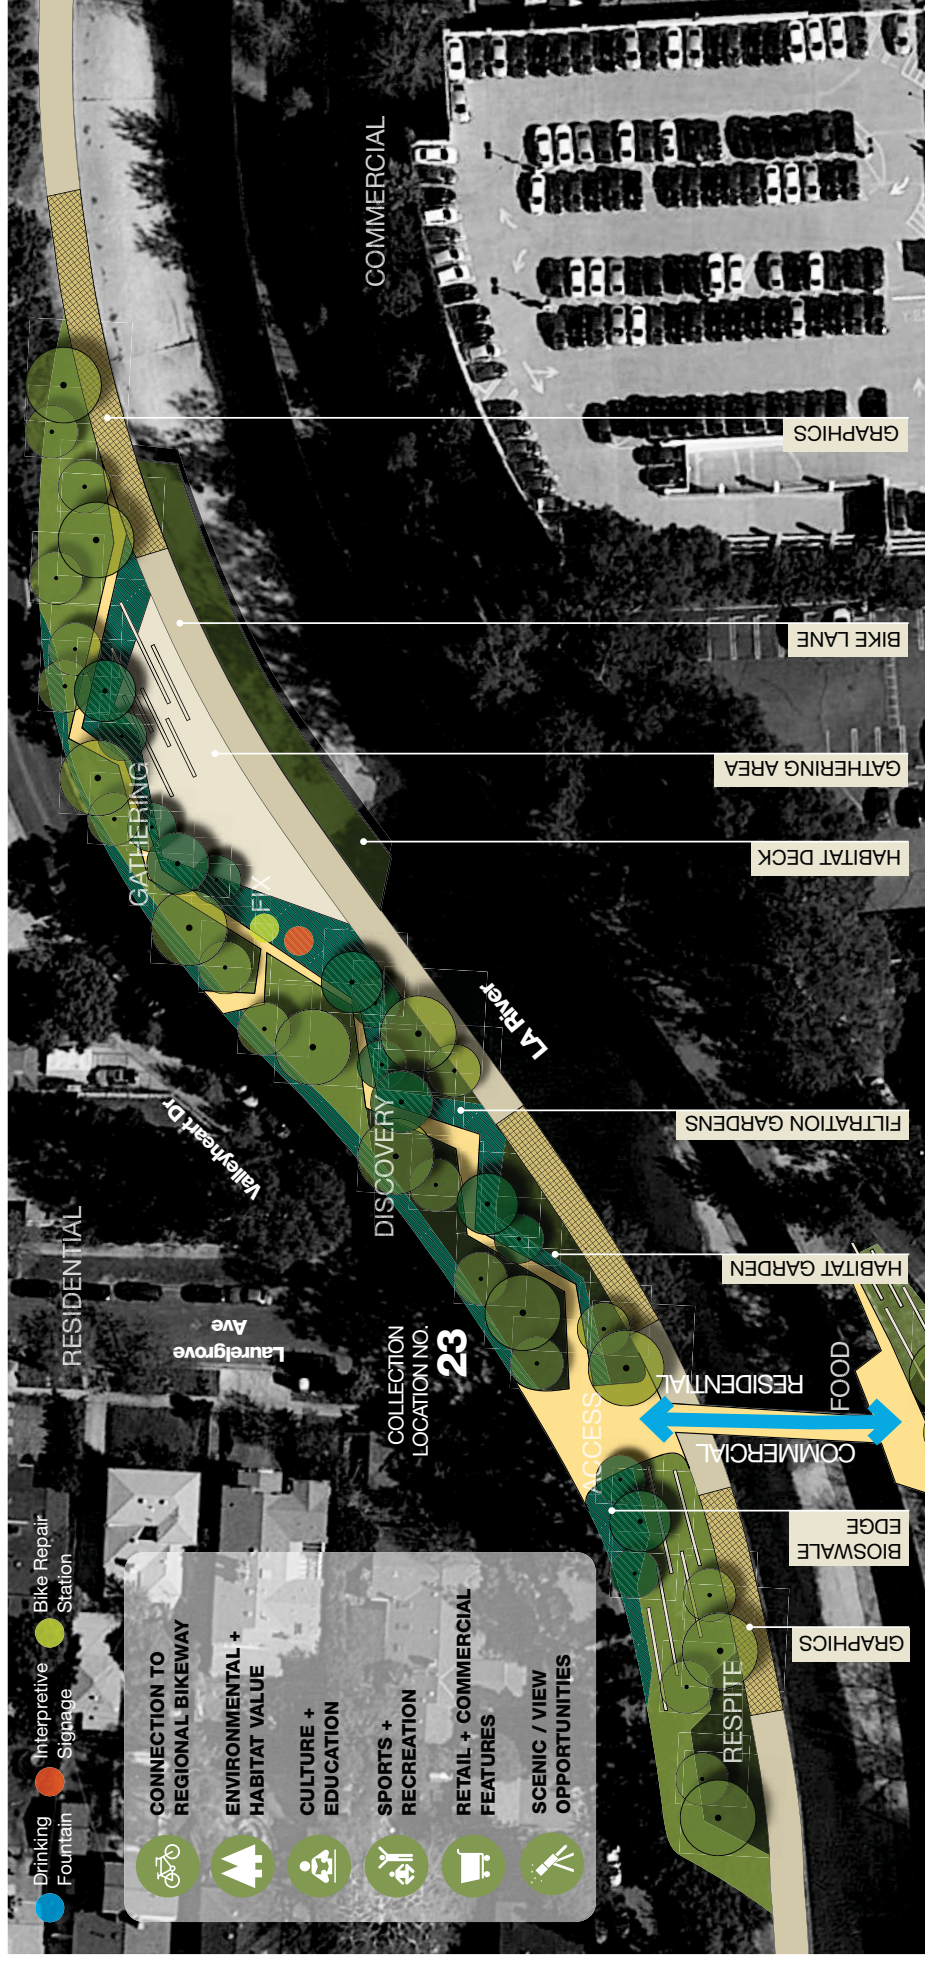 Drinking
Fountain
Interpretive
Signage
Bike Repair
Station
CONNECTION TO
REGIONAL BIKEWAY
ENVIRONMENTAL +
HABITAT VALUE
CULTURE +
EDUCATION
SPORTS +
RECREATION
RETAIL + COMMERCIAL
FEATURES
SCENIC / VIEW
OPPORTUNITIES
RESIDENTIAL
Laurelgrove
Ave
Valleyheart Dr
COLLECTION
LOCATION NO.
23
GATHERING
FIX
DISCOVERY
ACCESS
RESPITE
LA River
COMMERCIAL
FOOD
RESIDENTIAL
COMMERCIAL
GRAPHICS
BIOSWALE
EDGE
HABITAT GARDEN
FILTRATION GARDENS
HABITAT DECK
GATHERING AREA
BIKE LANE
GRAPHICS